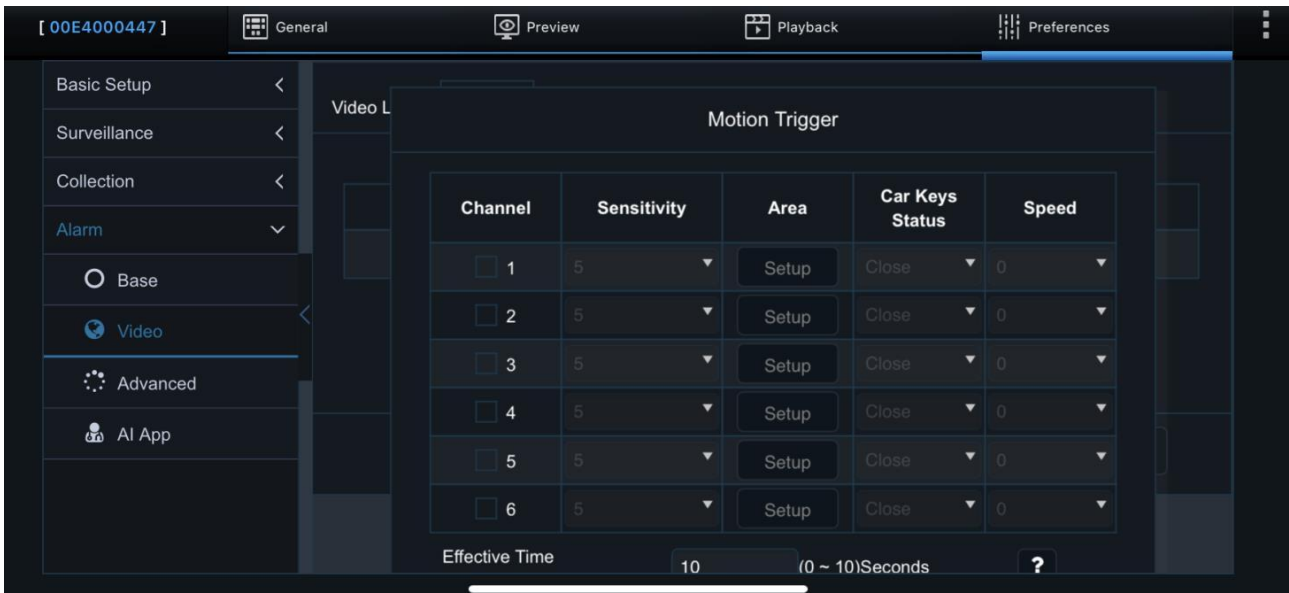 [ 00E4000447 ] General Preview Playback Preferences
Basic Setup
Surveillance
Collection
Alarm
Base
Video
Advanced
AI App
Video L
Motion Trigger
Channel Sensitivity Area Car Keys Status Speed
1 5 Setup Close 0
2 5 Setup Close 0
3 5 Setup Close 0
4 5 Setup Close 0
5 5 Setup Close 0
6 5 Setup Close 0
Effective Time 10 (0 ~ 10)Seconds ?